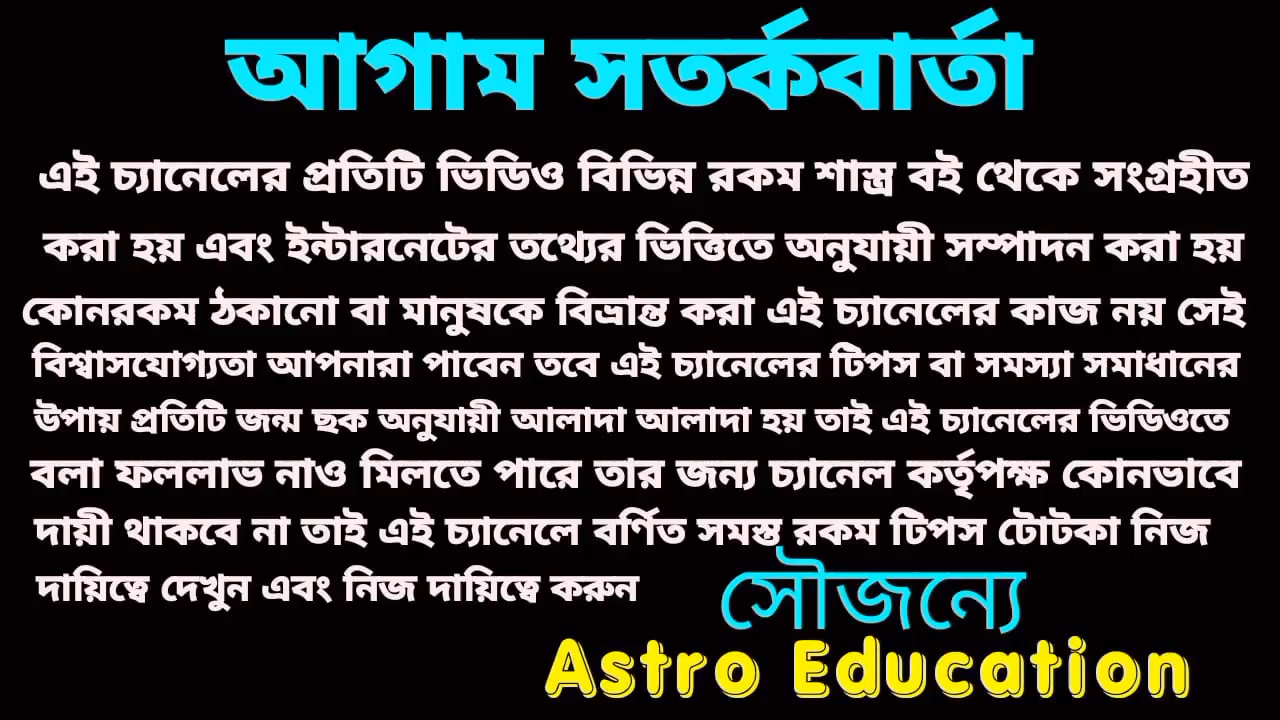 আগাম সতর্কবার্তা
এই চ্যানেলের প্রতিটি ভিডিও বিভিন্ন রকম শাস্ত্র বই থেকে সংগ্রহীত
করা হয় এবং ইন্টারনেটের তথ্যের ভিত্তিতে অনুযায়ী সম্পাদন করা হয়
কোনরকম ঠকানো বা মানুষকে বিভ্রান্ত করা এই চ্যানেলের কাজ নয় সেই
বিশ্বাসযোগ্যতা আপনারা পাবেন তবে এই চ্যানেলের টিপস বা সমস্যা সমাধানের
উপায় প্রতিটি জন্ম ছক অনুযায়ী আলাদা আলাদা হয় তাই এই চ্যানেলের ভিডিওতে
বলা ফললাভ নাও মিলতে পারে তার জন্য চ্যানেল কর্তৃপক্ষ কোনভাবে
দায়ী থাকবে না তাই এই চ্যানেলে বর্ণিত সমস্ত রকম টিপস টোটকা নিজ
দায়িত্বে দেখুন এবং নিজ দায়িত্বে করুন
সৌজন্যে
Astro Education